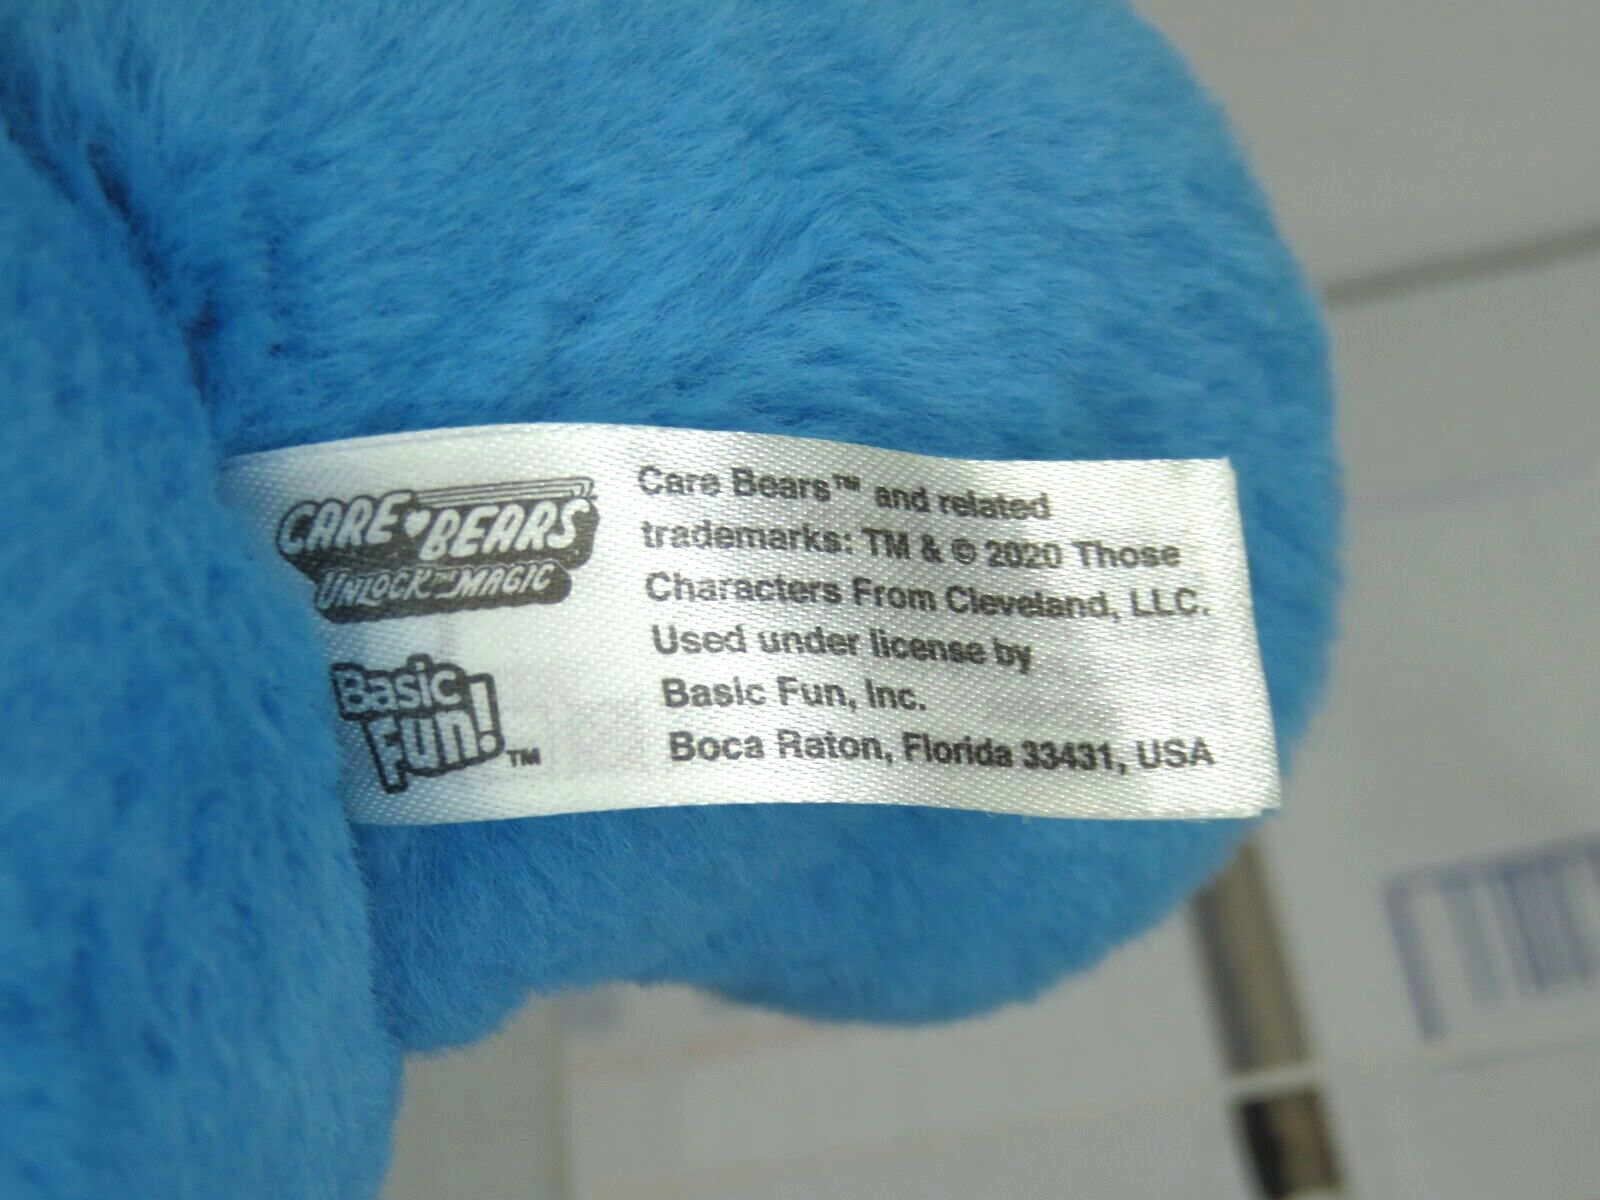 CARE BEARS
UNLOCK THE MAGIC
Basic
Fun!™
Care Bears™ and related
trademarks: TM & © 2020 Those
Characters From Cleveland, LLC.
Used under license by
Basic Fun, Inc.
Boca Raton, Florida 33431, USA